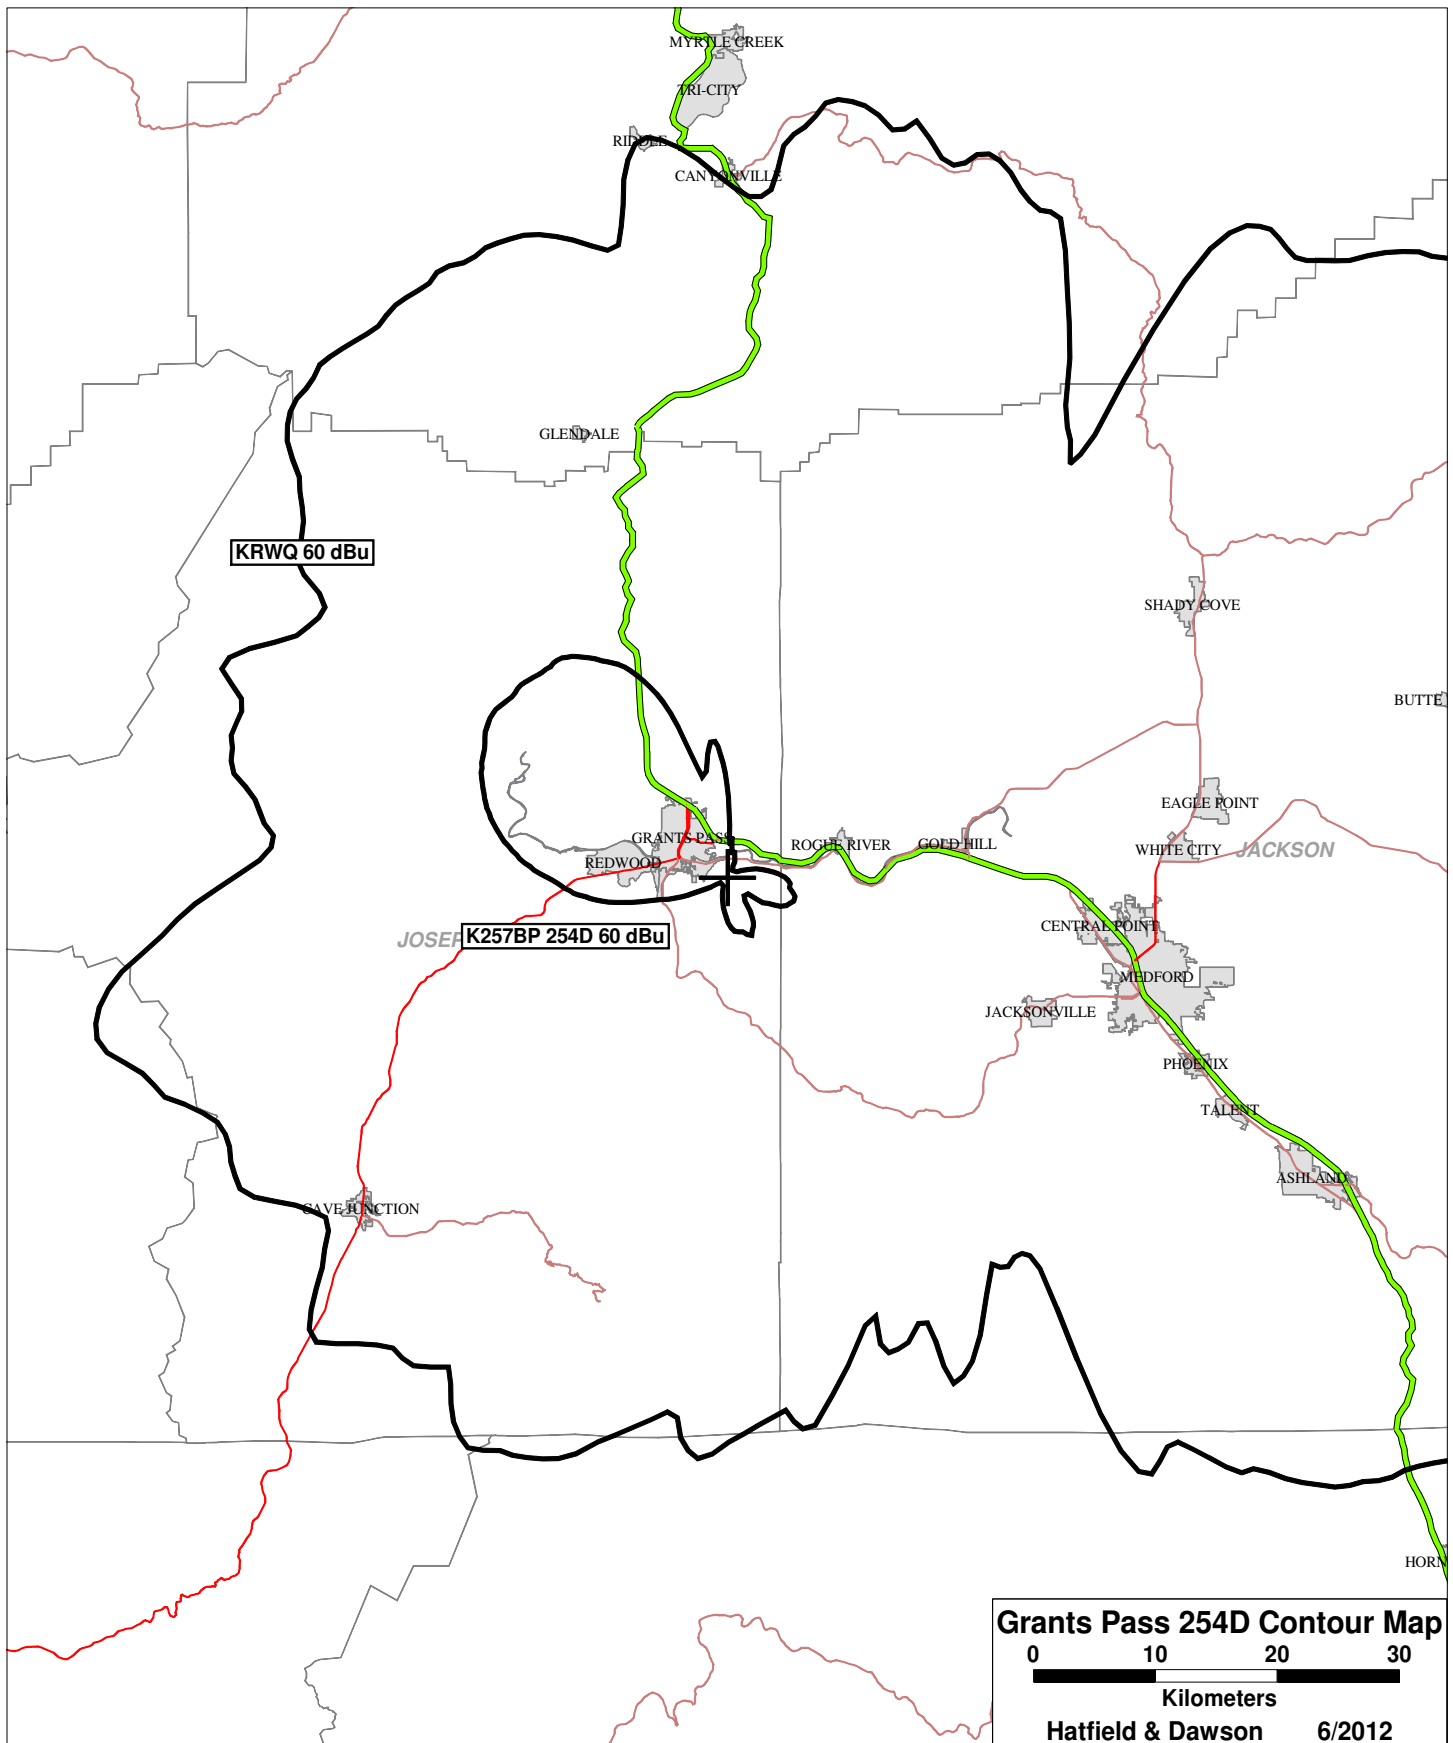 MYRTLE CREEK
TRI-CITY
RIDDLE
CANYONVILLE
GLENDALE
KRWQ 60 dBu
SHADY COVE
BUTTE
EAGLE POINT
GRANTS PASS
ROGUE RIVER
GOLD HILL
WHITE CITY
JACKSON
REDWOOD
CENTRAL POINT
K257BP 254D 60 dBu
JOSEP
MEDFORD
JACKSONVILLE
PHOENIX
TALENT
ASHLAND
CAVE JUNCTION
HORN
Grants Pass 254D Contour Map
0 10 20 30
Kilometers
Hatfield & Dawson 6/2012